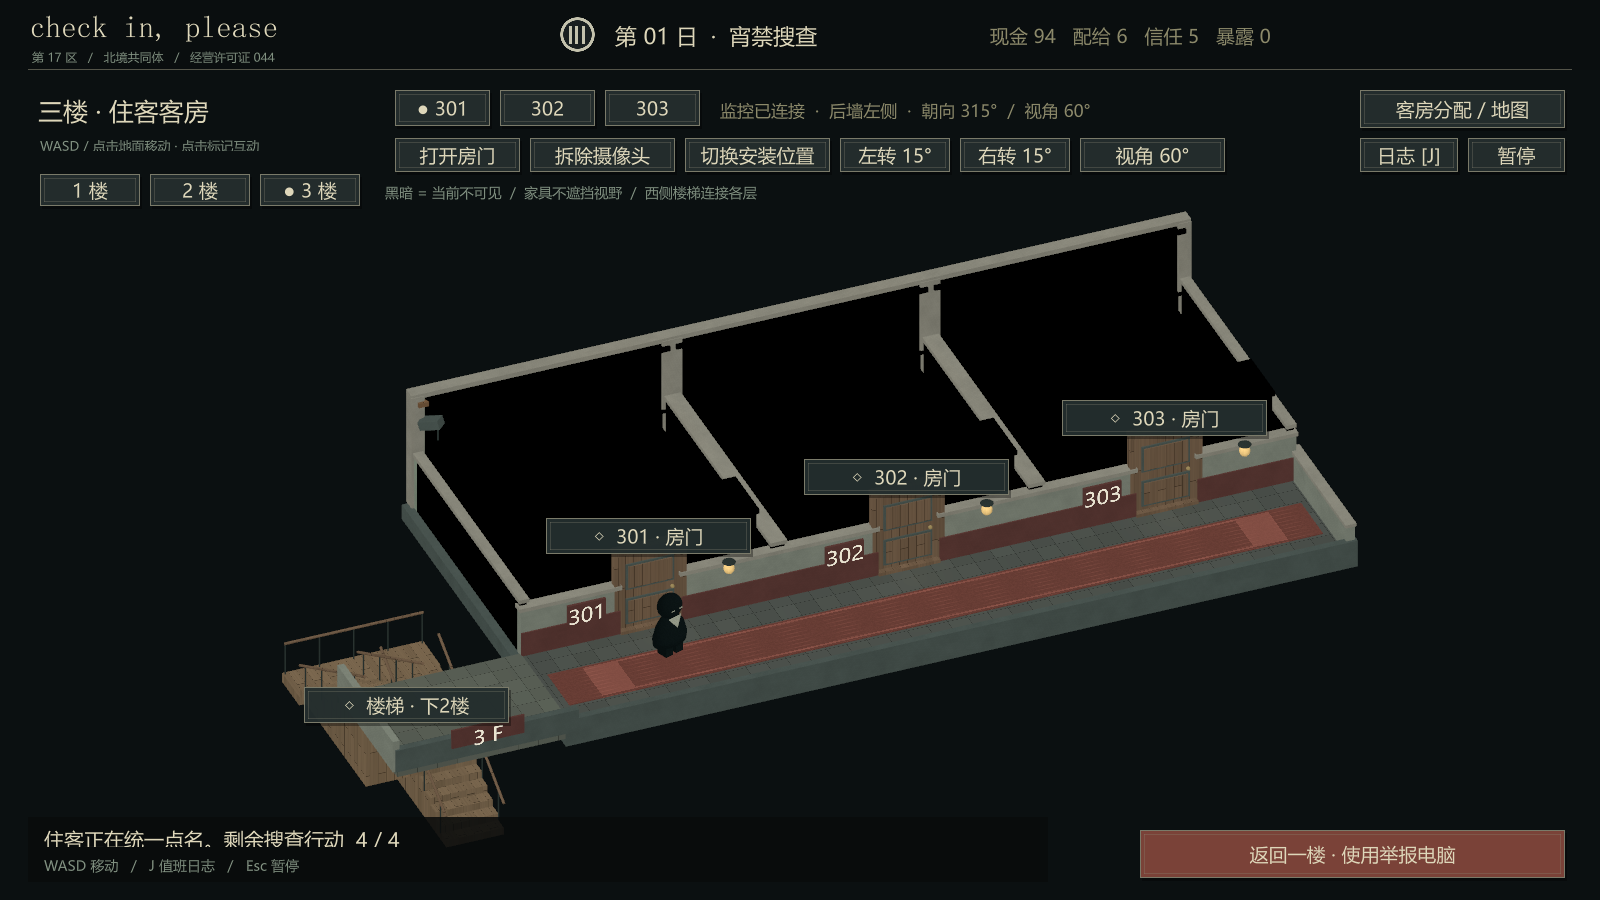 check in, please
第 17 区 / 北境共同体 / 经营许可证 044
第 01 日 · 宵禁搜查
现金 94 配给 6 信任 5 暴露 0
三楼 · 住客客房
WASD / 点击地面移动 · 点击标记互动
1 楼
2 楼
● 3 楼
● 301
302
303
监控已连接 · 后墙左侧 · 朝向 315° / 视角 60°
打开房门
拆除摄像头
切换安装位置
左转 15°
右转 15°
视角 60°
黑暗 = 当前不可见 / 家具不遮挡视野 / 西侧楼梯连接各层
客房分配 / 地图
日志 [J]
暂停
◇ 303 · 房门
◇ 302 · 房门
◇ 301 · 房门
303
302
301
◇ 楼梯 · 下2楼
3 F
住客正在统一点名。剩余搜查行动 4 / 4
WASD 移动 / J 值班日志 / Esc 暂停
返回一楼 · 使用举报电脑